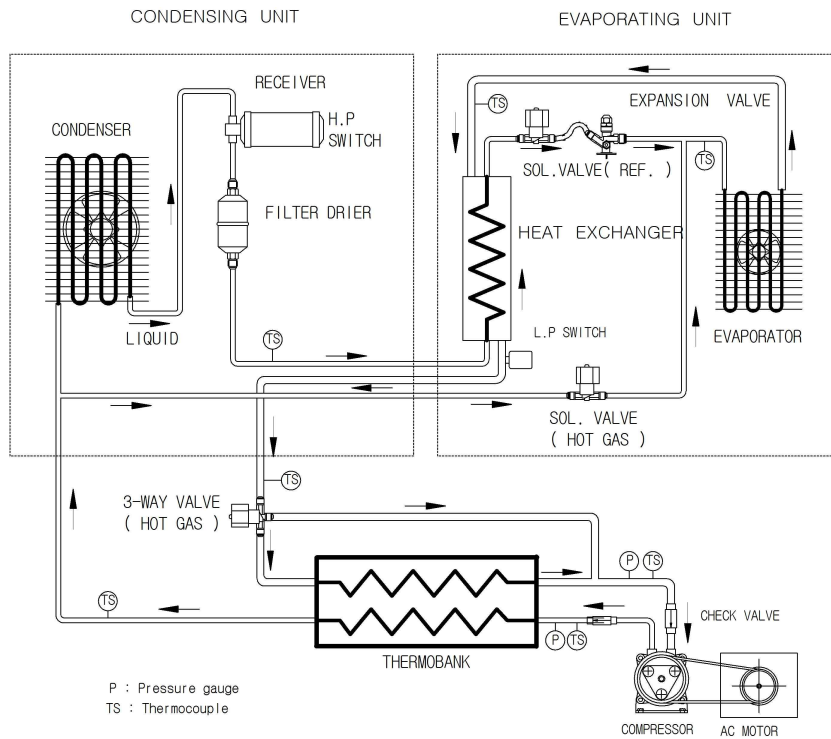 CONDENSING UNIT
EVAPORATING UNIT
RECEIVER
H.P
SWITCH
CONDENSER
FILTER DRIER
LIQUID
TS
TS
EXPANSION VALVE
SOL.VALVE( REF. )
TS
HEAT EXCHANGER
L.P SWITCH
EVAPORATOR
SOL. VALVE
( HOT GAS )
TS
3-WAY VALVE
( HOT GAS )
P TS
TS
P TS
CHECK VALVE
THERMOBANK
P : Pressure gauge
TS : Thermocouple
COMPRESSOR
AC MOTOR